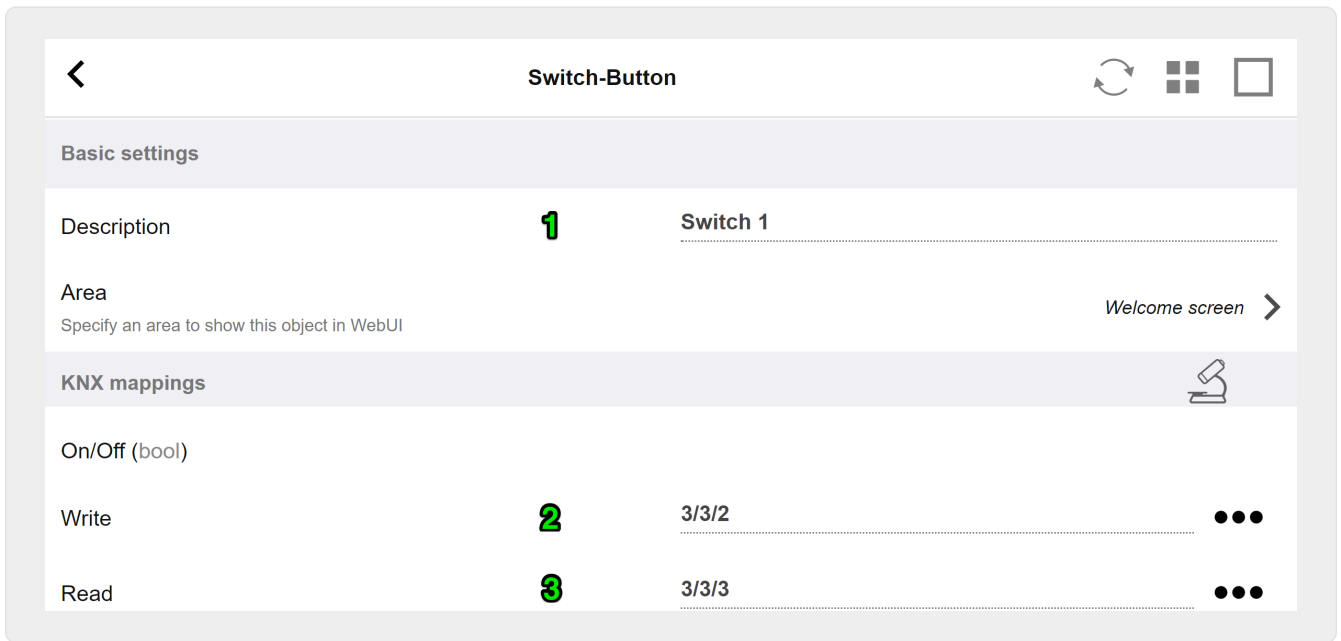 Switch-Button
Basic settings
Description 1 Switch 1
Area
Specify an area to show this object in WebUI
Welcome screen
KNX mappings
On/Off (bool)
Write 2 3/3/2
Read 3 3/3/3